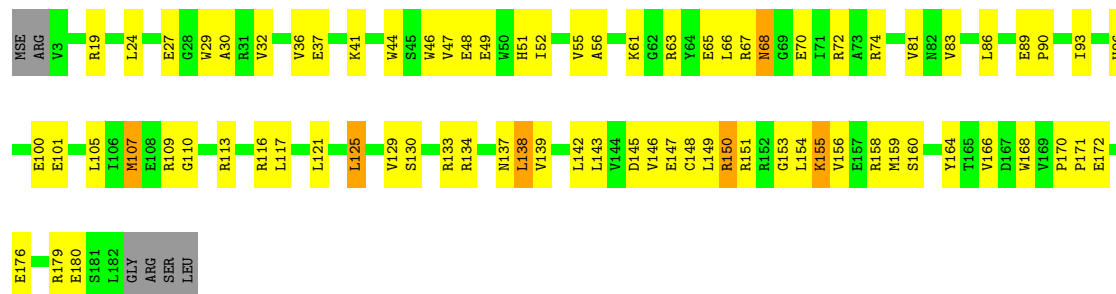 MSE ARG V3 R19 L24 E27 G28 W29 A30 R31 V32 V36 E37 K41 W44 S45 W46 V47 E48 E49 W50 H51 I52 V55 A56 K61 G62 R63 Y64 E65 L66 R67 N68 G69 E70 I71 R72 A73 R74 V81 N82 V83 L86 E89 P90 I93
E100 E101 L105 I106 M107 E108 R109 G110 R113 R116 L117 L121 L125 V129 S130 R133 R134 N137 L138 V139 L142 L143 V144 D145 V146 E147 C148 L149 R150 R151 R152 G153 L154 K155 V156 E157 R158 M159 S160 Y164 T165 V166 D167 W168 V169 P170 P171 E172
E176 R179 E180 S181 L182 GLY ARG SER LEU